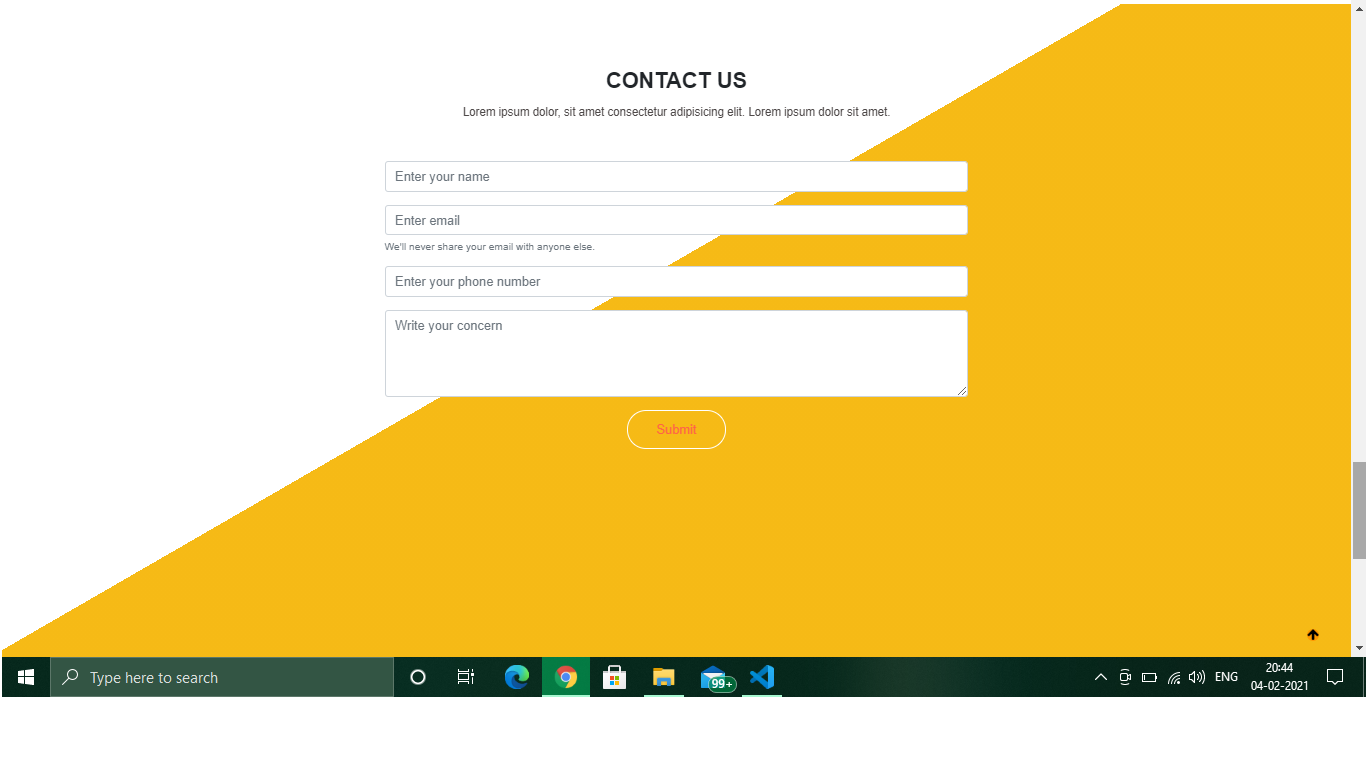 CONTACT US
Lorem ipsum dolor, sit amet consectetur adipisicing elit. Lorem ipsum dolor sit amet.
Enter your name
Enter email
We'll never share your email with anyone else.
Enter your phone number
Write your concern
Submit
Type here to search
99+
ENG
20:44
04-02-2021